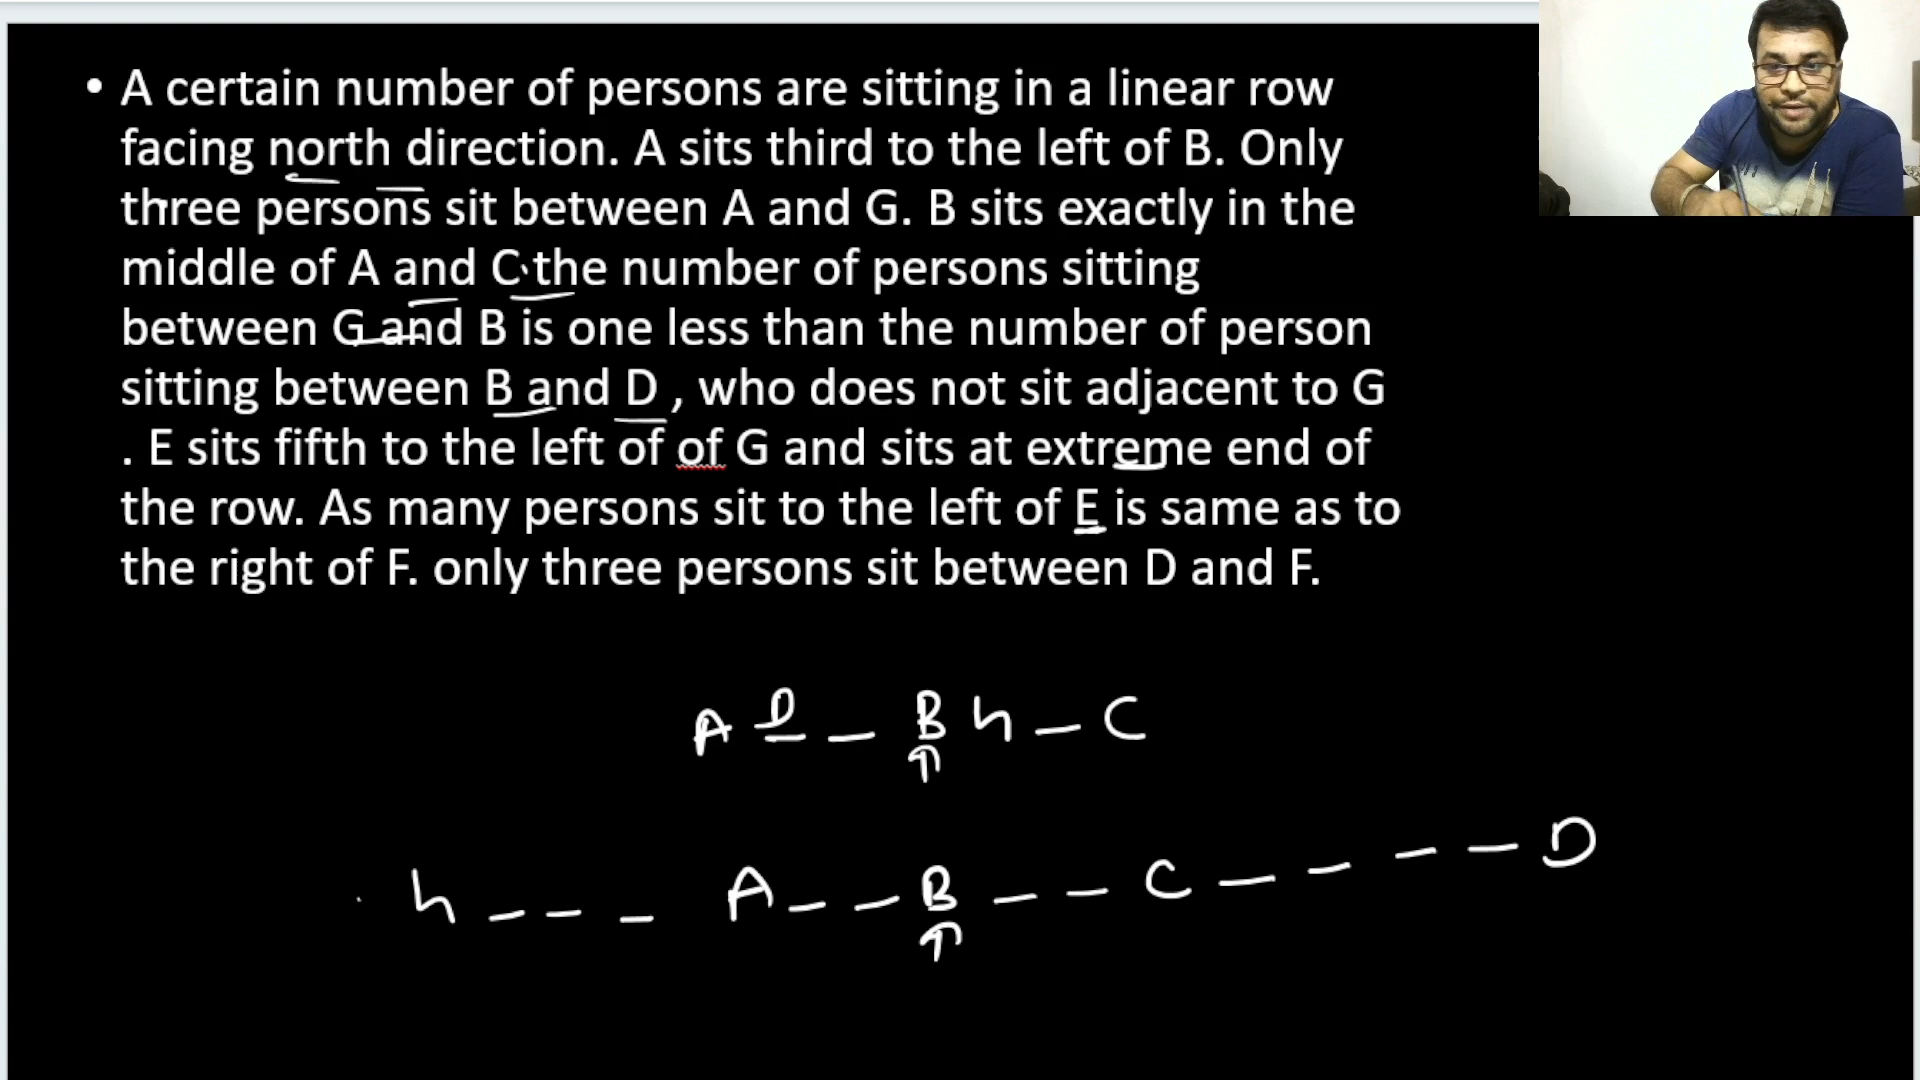 • A certain number of persons are sitting in a linear row
facing north direction. A sits third to the left of B. Only
three persons sit between A and G. B sits exactly in the
middle of A and C the number of persons sitting
between G and B is one less than the number of person
sitting between B and D , who does not sit adjacent to G
. E sits fifth to the left of of G and sits at extreme end of
the row. As many persons sit to the left of E is same as to
the right of F. only three persons sit between D and F.
A D _ B h _ C
↑
h _ _ _ A _ _ B _ _ C _ _ _ _ D
↑